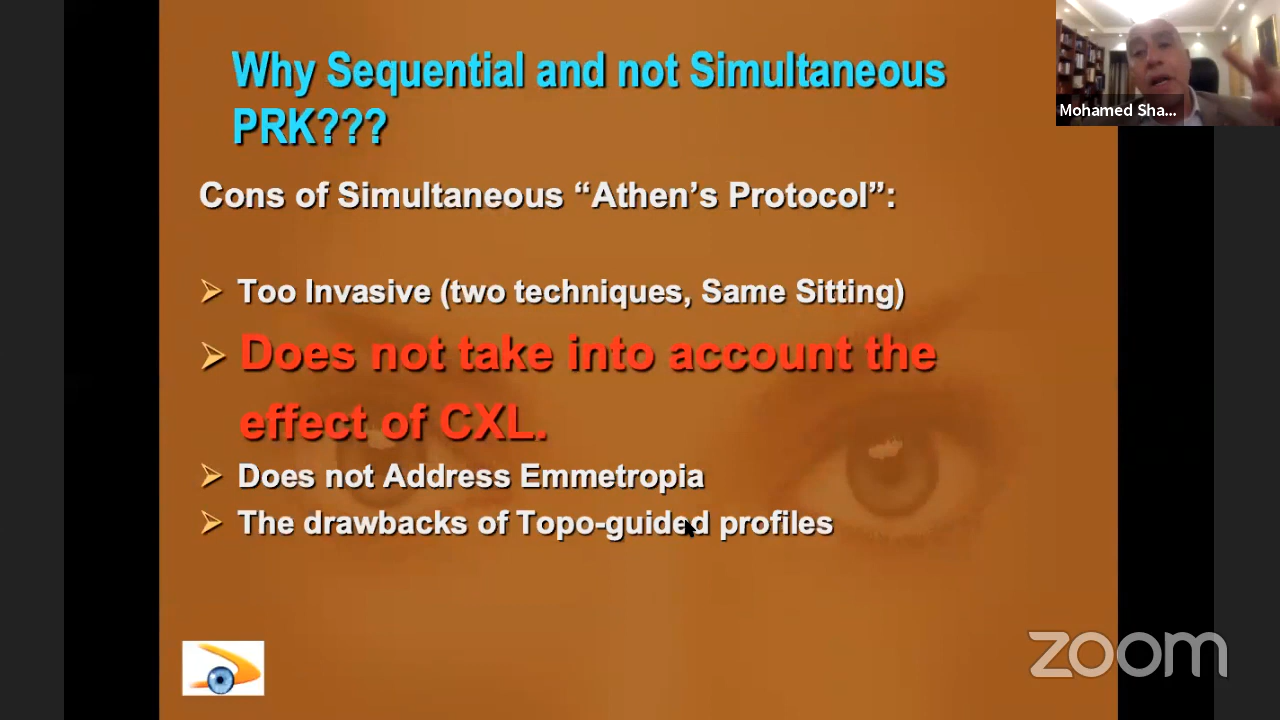 Why Sequential and not Simultaneous
PRK???
Cons of Simultaneous “Athen’s Protocol”:
Too Invasive (two techniques, Same Sitting)
Does not take into account the
effect of CXL.
Does not Address Emmetropia
The drawbacks of Topo-guided profiles
Mohamed Sha...
zoom